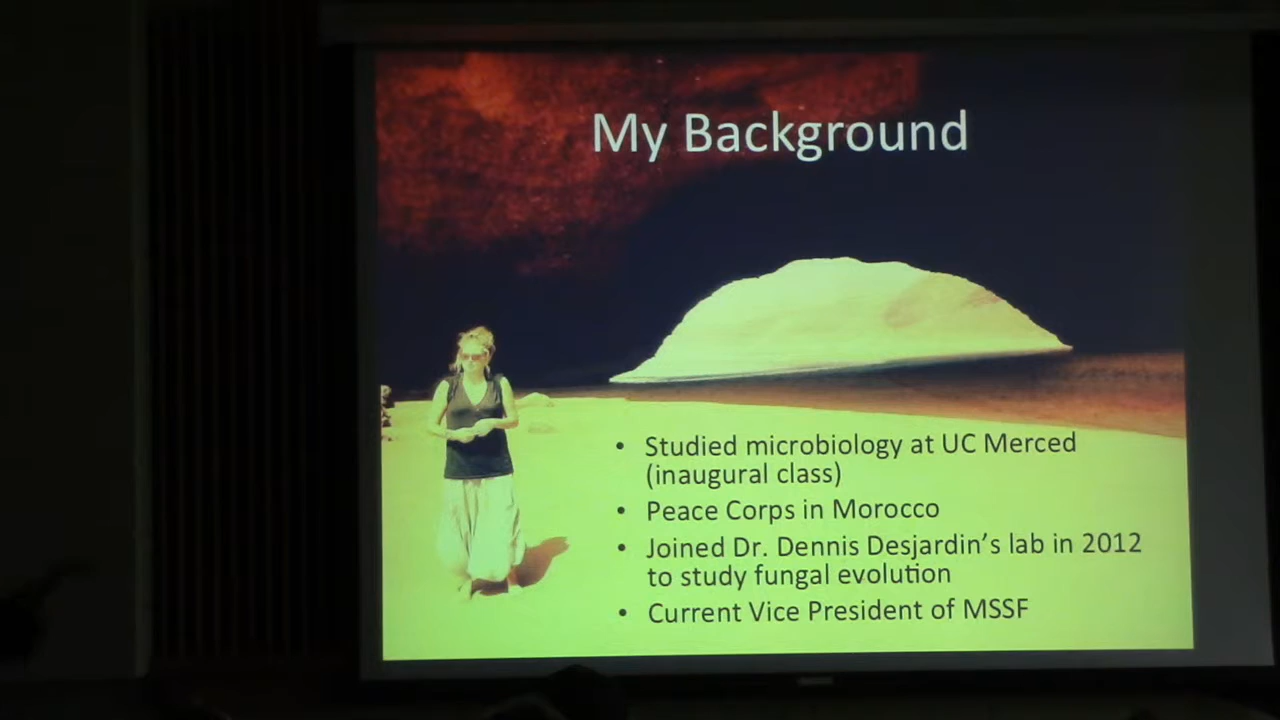 My Background
• Studied microbiology at UC Merced
(inaugural class)
• Peace Corps in Morocco
• Joined Dr. Dennis Desjardin's lab in 2012
to study fungal evolution
• Current Vice President of MSSF